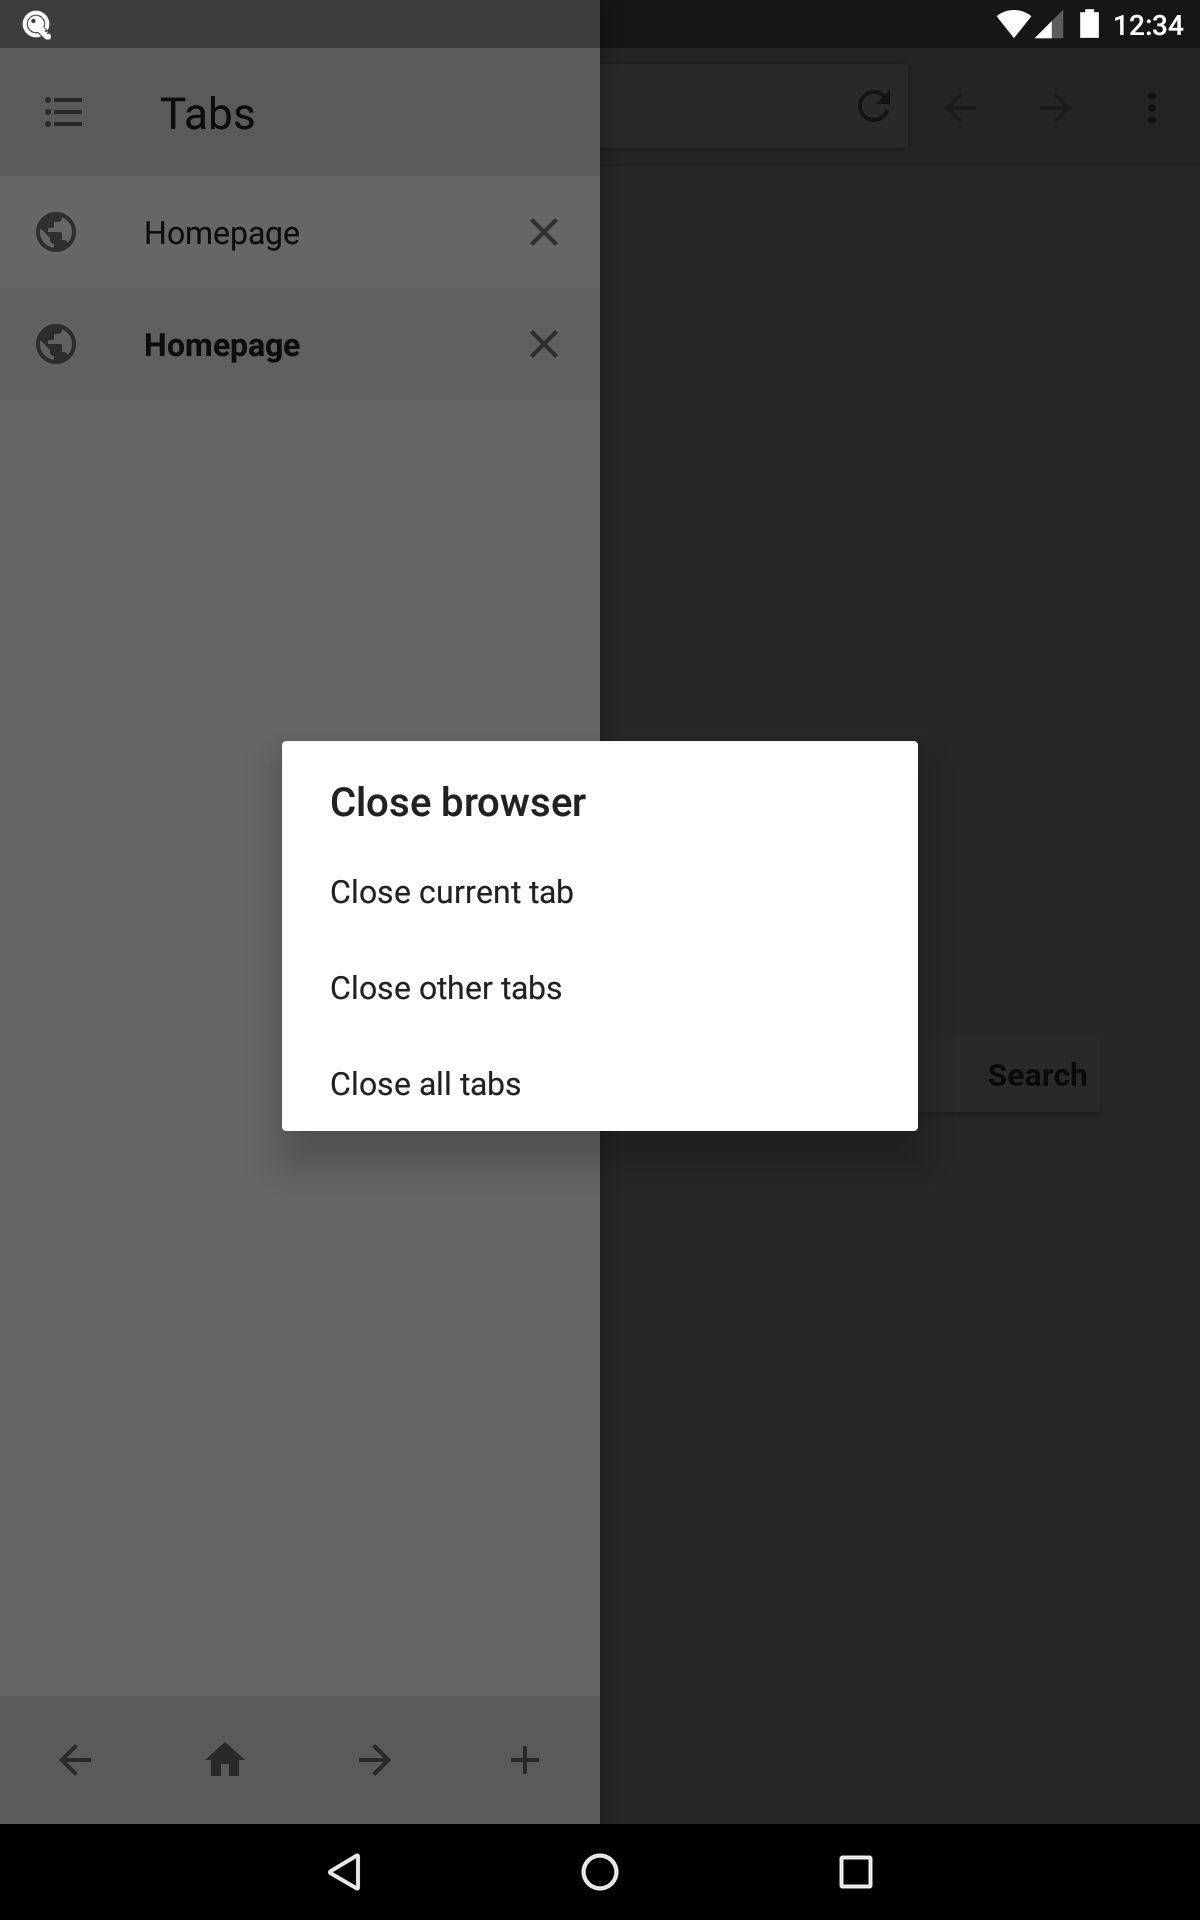 12:34
Tabs
Homepage
Homepage
Close browser
Close current tab
Close other tabs
Close all tabs
Search